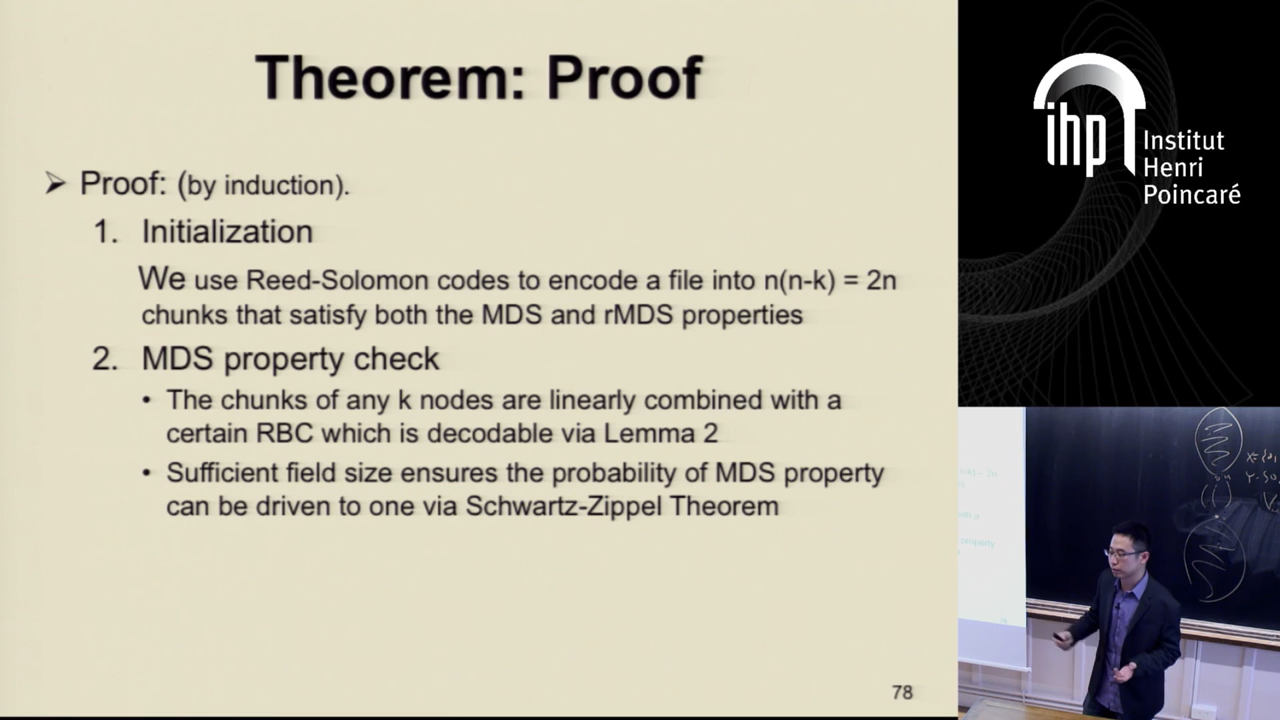 Theorem: Proof
➢ Proof: (by induction).
1. Initialization
We use Reed-Solomon codes to encode a file into n(n-k) = 2n
chunks that satisfy both the MDS and rMDS properties
2. MDS property check
• The chunks of any k nodes are linearly combined with a
certain RBC which is decodable via Lemma 2
• Sufficient field size ensures the probability of MDS property
can be driven to one via Schwartz-Zippel Theorem
78
ihp
Institut
Henri
Poincaré